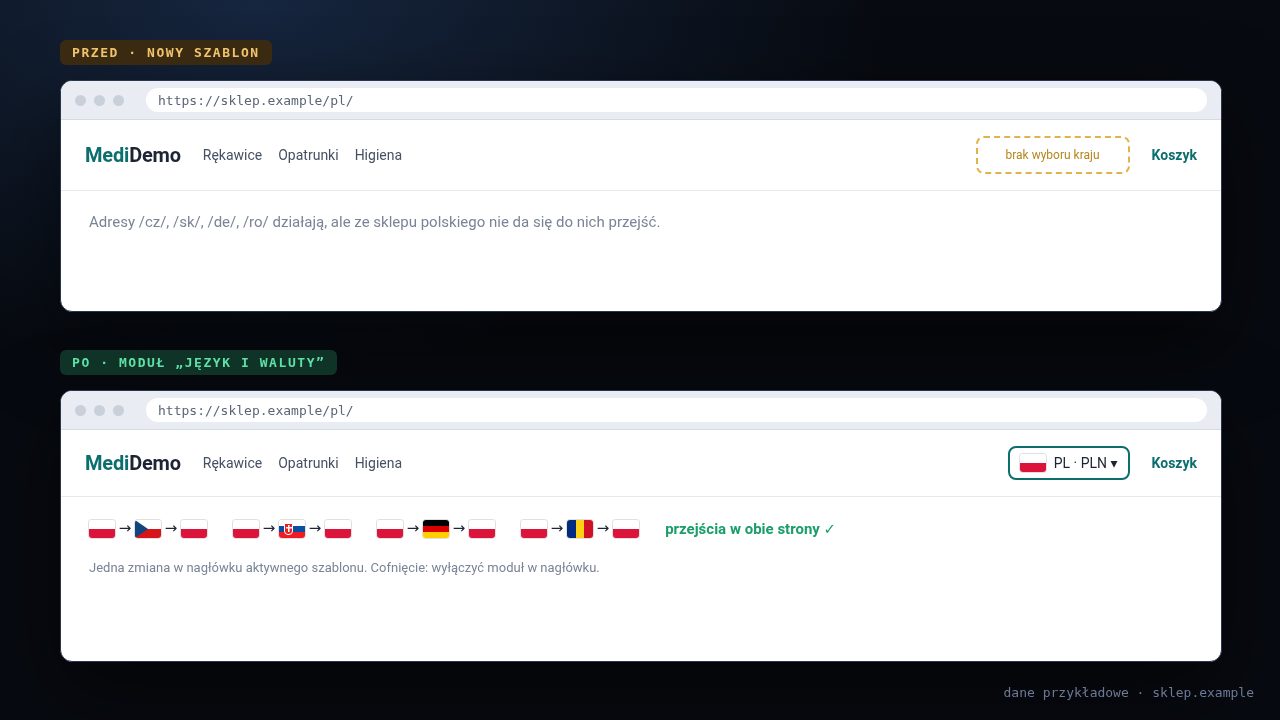 PRZED · NOWY SZABLON
https://sklep.example/pl/
MediDemo Rękawice Opatrunki Higiena brak wyboru kraju Koszyk
Adresy /cz/, /sk/, /de/, /ro/ działają, ale ze sklepu polskiego nie da się do nich przejść.
PO · MODUŁ „JĘZYK I WALUTY”
https://sklep.example/pl/
MediDemo Rękawice Opatrunki Higiena PL · PLN ▾ Koszyk
→ → → → → → → → przejścia w obie strony ✓
Jedna zmiana w nagłówku aktywnego szablonu. Cofnięcie: wyłączyć moduł w nagłówku.
dane przykładowe · sklep.example